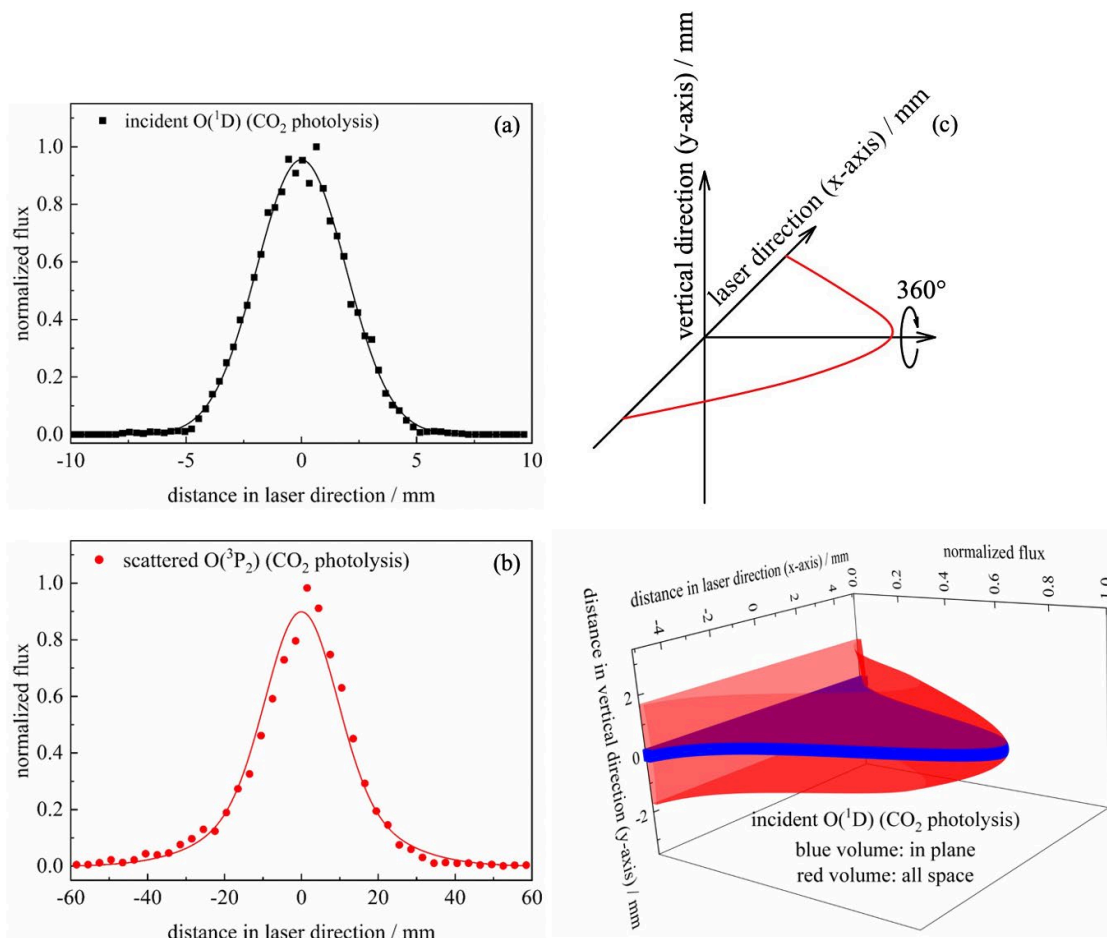 incident O(¹D) (CO₂ photolysis)
(a)
normalized flux
1.0
0.8
0.6
0.4
0.2
0.0
-10
-5
0
5
10
distance in laser direction / mm
vertical direction (y-axis) / mm
laser direction (x-axis) / mm
(c)
360°
scattered O(³P₂) (CO₂ photolysis)
(b)
normalized flux
1.0
0.8
0.6
0.4
0.2
0.0
-60
-40
-20
0
20
40
60
distance in laser direction / mm
normalized flux
0.0
0.2
0.4
0.6
0.8
1.0
distance in laser direction (x-axis) / mm
-4
-2
0
2
4
distance in vertical direction (y-axis) / mm
2
0
-2
incident O(¹D) (CO₂ photolysis)
blue volume: in plane
red volume: all space